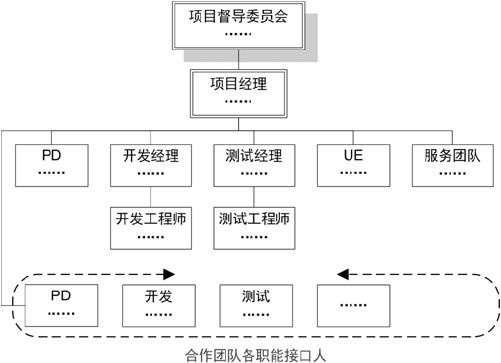 项目督导委员会
……
项目经理
……
PD 开发经理 测试经理 UE 服务团队
…… …… …… …… ……
开发工程师 测试工程师
…… ……
PD 开发 测试 ……
…… …… ……
合作团队各职能接口人